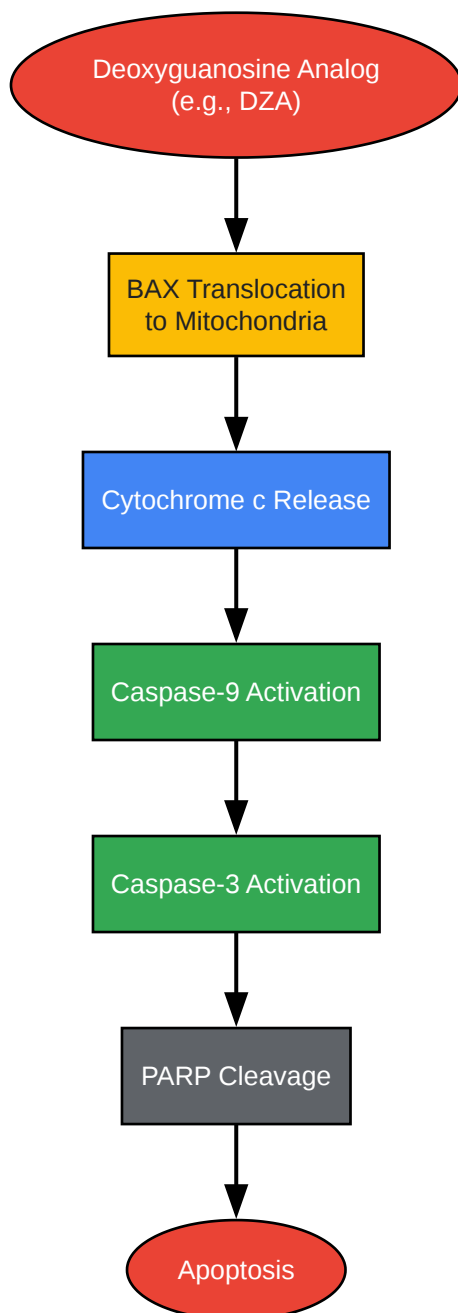 Deoxyguanosine Analog
(e.g., DZA)
BAX Translocation
to Mitochondria
Cytochrome c Release
Caspase-9 Activation
Caspase-3 Activation
PARP Cleavage
Apoptosis